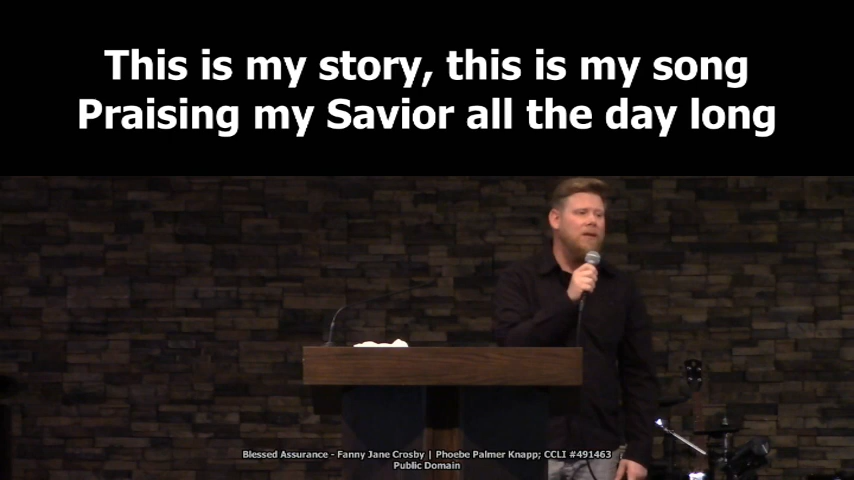 This is my story, this is my song
Praising my Savior all the day long
Blessed Assurance - Fanny Jane Crosby | Phoebe Palmer Knapp; CCLI #491463
Public Domain